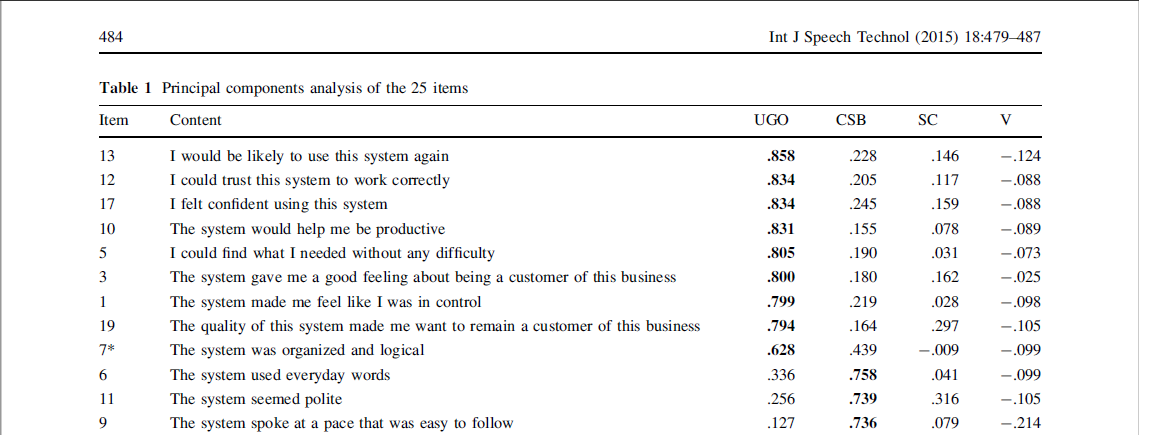 484 Int J Speech Technol (2015) 18:479–487
Table 1 Principal components analysis of the 25 items
Item Content UGO CSB SC V
13 I would be likely to use this system again .858 .228 .146 −.124
12 I could trust this system to work correctly .834 .205 .117 −.088
17 I felt confident using this system .834 .245 .159 −.088
10 The system would help me be productive .831 .155 .078 −.089
5 I could find what I needed without any difficulty .805 .190 .031 −.073
3 The system gave me a good feeling about being a customer of this business .800 .180 .162 −.025
1 The system made me feel like I was in control .799 .219 .028 −.098
19 The quality of this system made me want to remain a customer of this business .794 .164 .297 −.105
7* The system was organized and logical .628 .439 −.009 −.099
6 The system used everyday words .336 .758 .041 −.099
11 The system seemed polite .256 .739 .316 −.105
9 The system spoke at a pace that was easy to follow .127 .736 .079 −.214